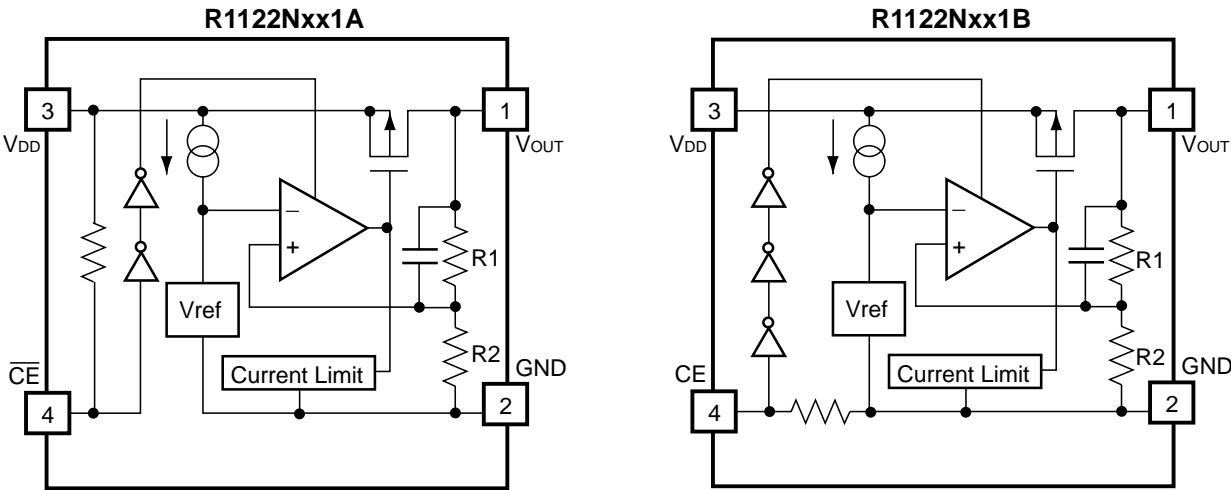 R1122Nxx1A
3
VDD
1
VOUT
−
+
R1
Vref
R2
Current Limit
C̅E̅
4
GND
2
R1122Nxx1B
3
VDD
1
VOUT
−
+
R1
Vref
R2
Current Limit
CE
4
GND
2